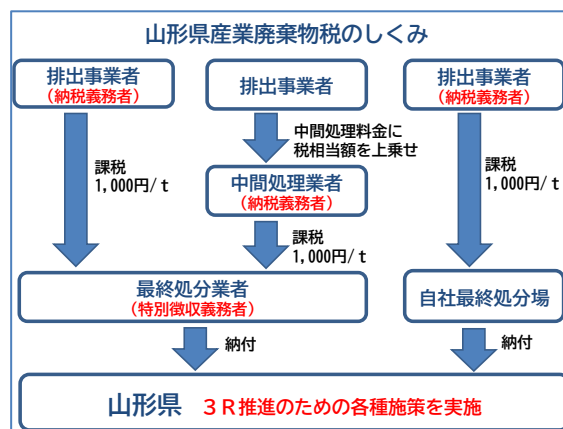 山形県産業廃棄物税のしくみ
排出事業者
(納税義務者)
排出事業者
排出事業者
(納税義務者)
中間処理料金に
税相当額を上乗せ
課税
1,000円/t
中間処理業者
(納税義務者)
課税
1,000円/t
課税
1,000円/t
最終処分業者
(特別徴収義務者)
自社最終処分場
納付
納付
山形県 3R推進のための各種施策を実施